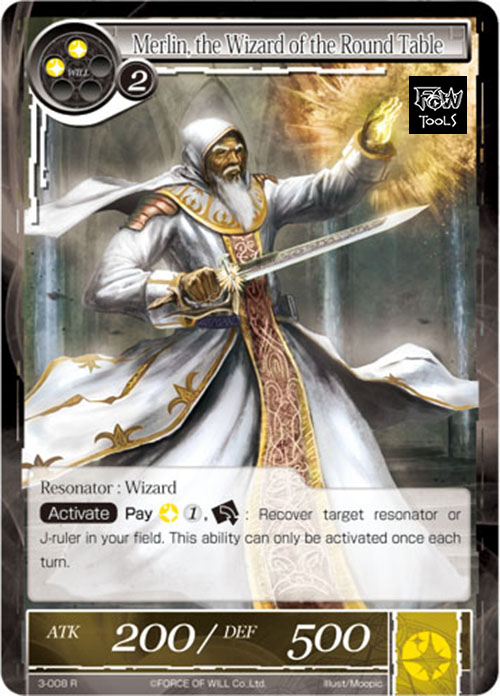 Merlin, the Wizard of the Round Table
WILL
2
FOW
TOOLS
Resonator : Wizard
Activate Pay 1, : Recover target resonator or
J-ruler in your field. This ability can only be activated once each
turn.
ATK 200/ DEF 500
3-008 R ©FORCE OF WILL Co.,Ltd. Illust/Moopic